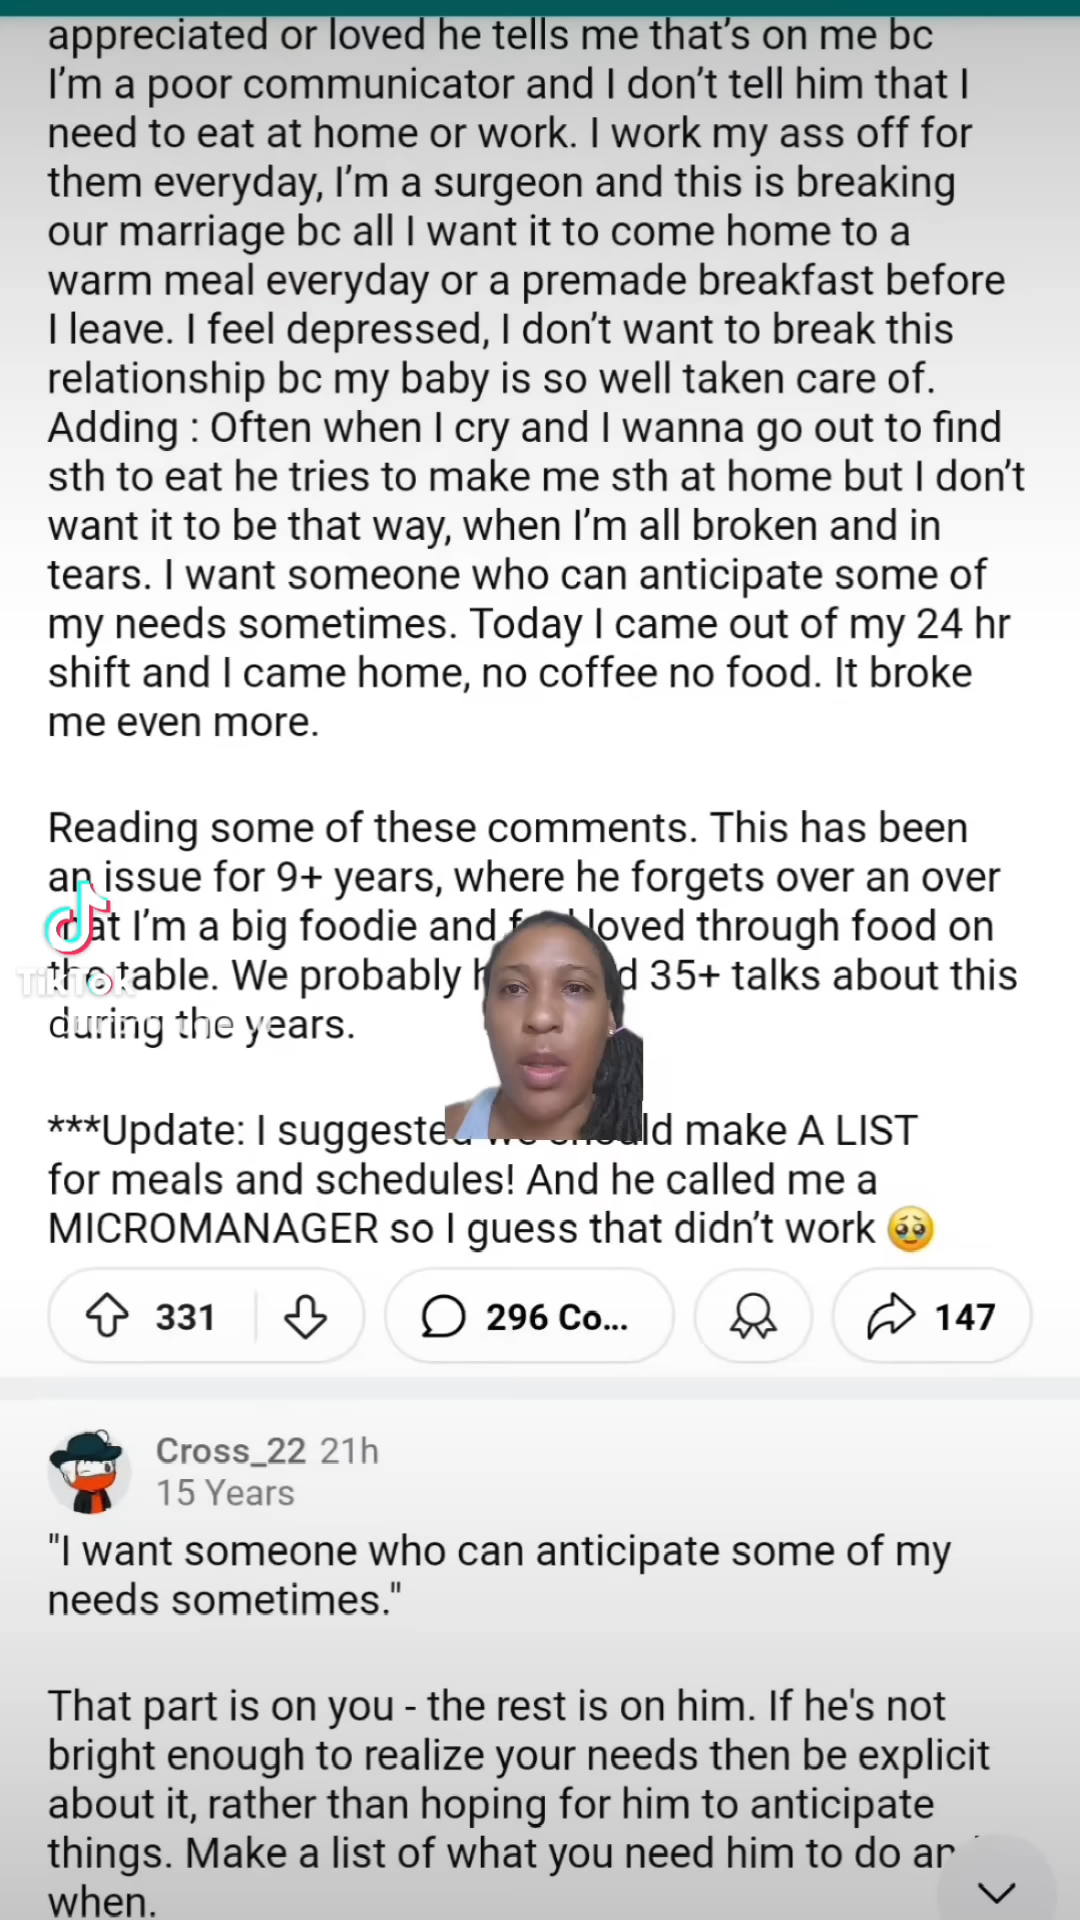 appreciated or loved he tells me that's on me bc
I'm a poor communicator and I don't tell him that I
need to eat at home or work. I work my ass off for
them everyday, I'm a surgeon and this is breaking
our marriage bc all I want it to come home to a
warm meal everyday or a premade breakfast before
I leave. I feel depressed, I don't want to break this
relationship bc my baby is so well taken care of.
Adding : Often when I cry and I wanna go out to find
sth to eat he tries to make me sth at home but I don't
want it to be that way, when I'm all broken and in
tears. I want someone who can anticipate some of
my needs sometimes. Today I came out of my 24 hr
shift and I came home, no coffee no food. It broke
me even more.
Reading some of these comments. This has been
an issue for 9+ years, where he forgets over an over
that I'm a big foodie and loved through food on
the table. We probably 35+ talks about this
during the years.
TikTok
***Update: I suggested we should make A LIST
for meals and schedules! And he called me a
MICROMANAGER so I guess that didn't work 🥹
331
296 Co...
147
Cross_22 21h
15 Years
"I want someone who can anticipate some of my
needs sometimes."
That part is on you - the rest is on him. If he's not
bright enough to realize your needs then be explicit
about it, rather than hoping for him to anticipate
things. Make a list of what you need him to do
when.